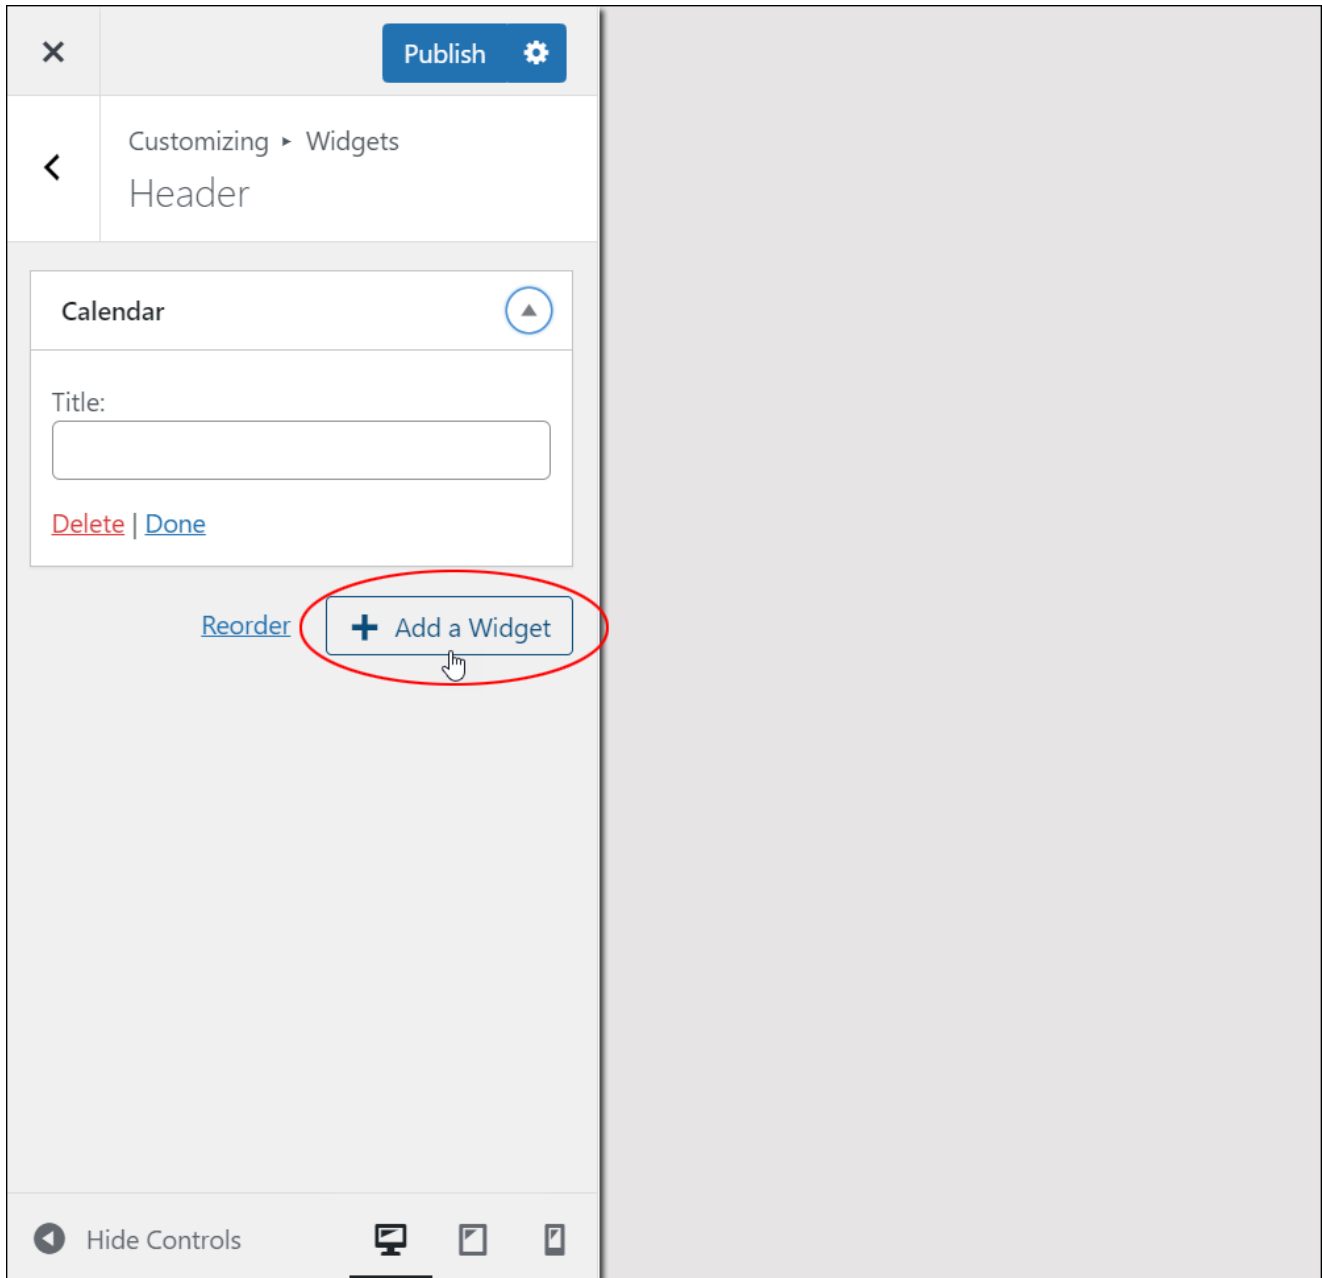 Publish
Customizing ▸ Widgets
Header
Calendar
Title:
Delete | Done
Reorder
Add a Widget
Hide Controls